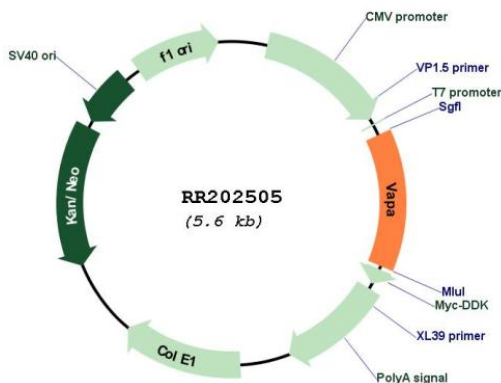 CMV promoter
SV40 ori
f1 ori
VP1.5 primer
T7 promoter
SgfI
Kan/Neo
RR202505
(5.6 kb)
Vapa
MluI
Myc-DDK
XL39 primer
Col E1
PolyA signal